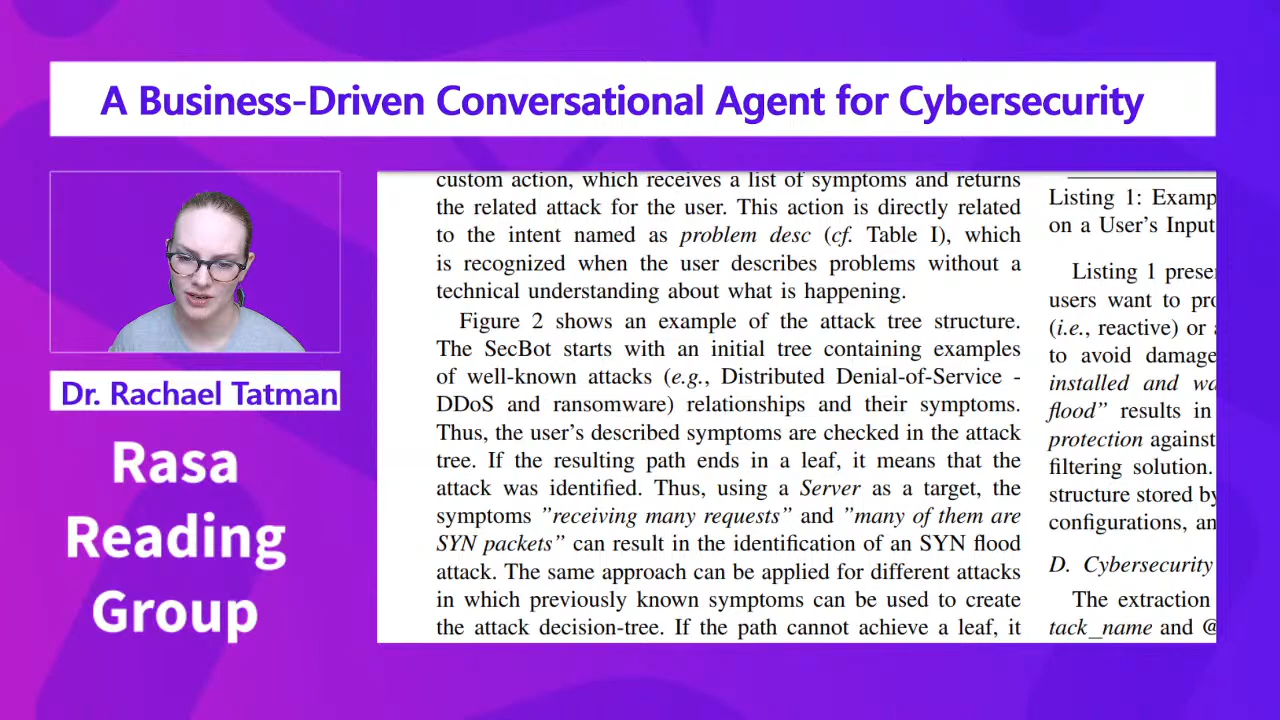 A Business-Driven Conversational Agent for Cybersecurity
Dr. Rachael Tatman
Rasa
Reading
Group
custom action, which receives a list of symptoms and returns
the related attack for the user. This action is directly related
to the intent named as problem desc (cf. Table I), which
is recognized when the user describes problems without a
technical understanding about what is happening.
Figure 2 shows an example of the attack tree structure.
The SecBot starts with an initial tree containing examples
of well-known attacks (e.g., Distributed Denial-of-Service -
DDoS and ransomware) relationships and their symptoms.
Thus, the user's described symptoms are checked in the attack
tree. If the resulting path ends in a leaf, it means that the
attack was identified. Thus, using a Server as a target, the
symptoms ”receiving many requests” and ”many of them are
SYN packets” can result in the identification of an SYN flood
attack. The same approach can be applied for different attacks
in which previously known symptoms can be used to create
the attack decision-tree. If the path cannot achieve a leaf, it
Listing 1: Examp
on a User's Input
Listing 1 prese
users want to pro
(i.e., reactive) or
to avoid damage
installed and wa
flood” results in
protection against
filtering solution.
structure stored by
configurations, an
D. Cybersecurity
The extraction
tack_name and @